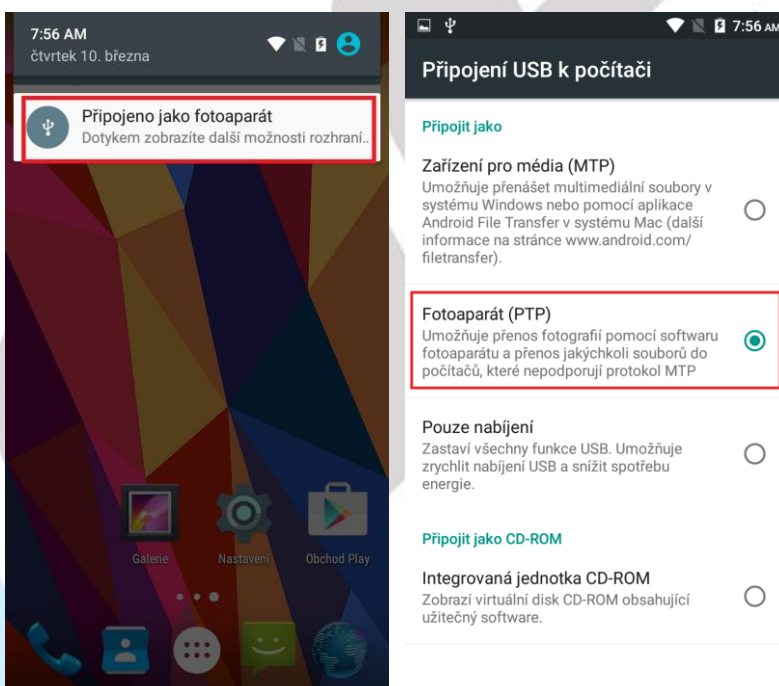 7:56 AM
čtvrtek 10. března
Připojeno jako fotoaparát
Dotykem zobrazíte další možnosti rozhraní..
Galerie
Nastavení
Obchod Play
7:56 AM
Připojení USB k počítači
Připojit jako
Zařízení pro média (MTP)
Umožňuje přenášet multimediální soubory v
systému Windows nebo pomocí aplikace
Android File Transfer v systému Mac (další
informace na stránce www.android.com/
filetransfer).
Fotoaparát (PTP)
Umožňuje přenos fotografií pomocí softwaru
fotoaparátu a přenos jakýchkoli souborů do
počítačů, které nepodporují protokol MTP
Pouze nabíjení
Zastaví všechny funkce USB. Umožňuje
zrychlit nabíjení USB a snížit spotřebu
energie.
Připojit jako CD-ROM
Integrovaná jednotka CD-ROM
Zobrazí virtuální disk CD-ROM obsahující
užitečný software.